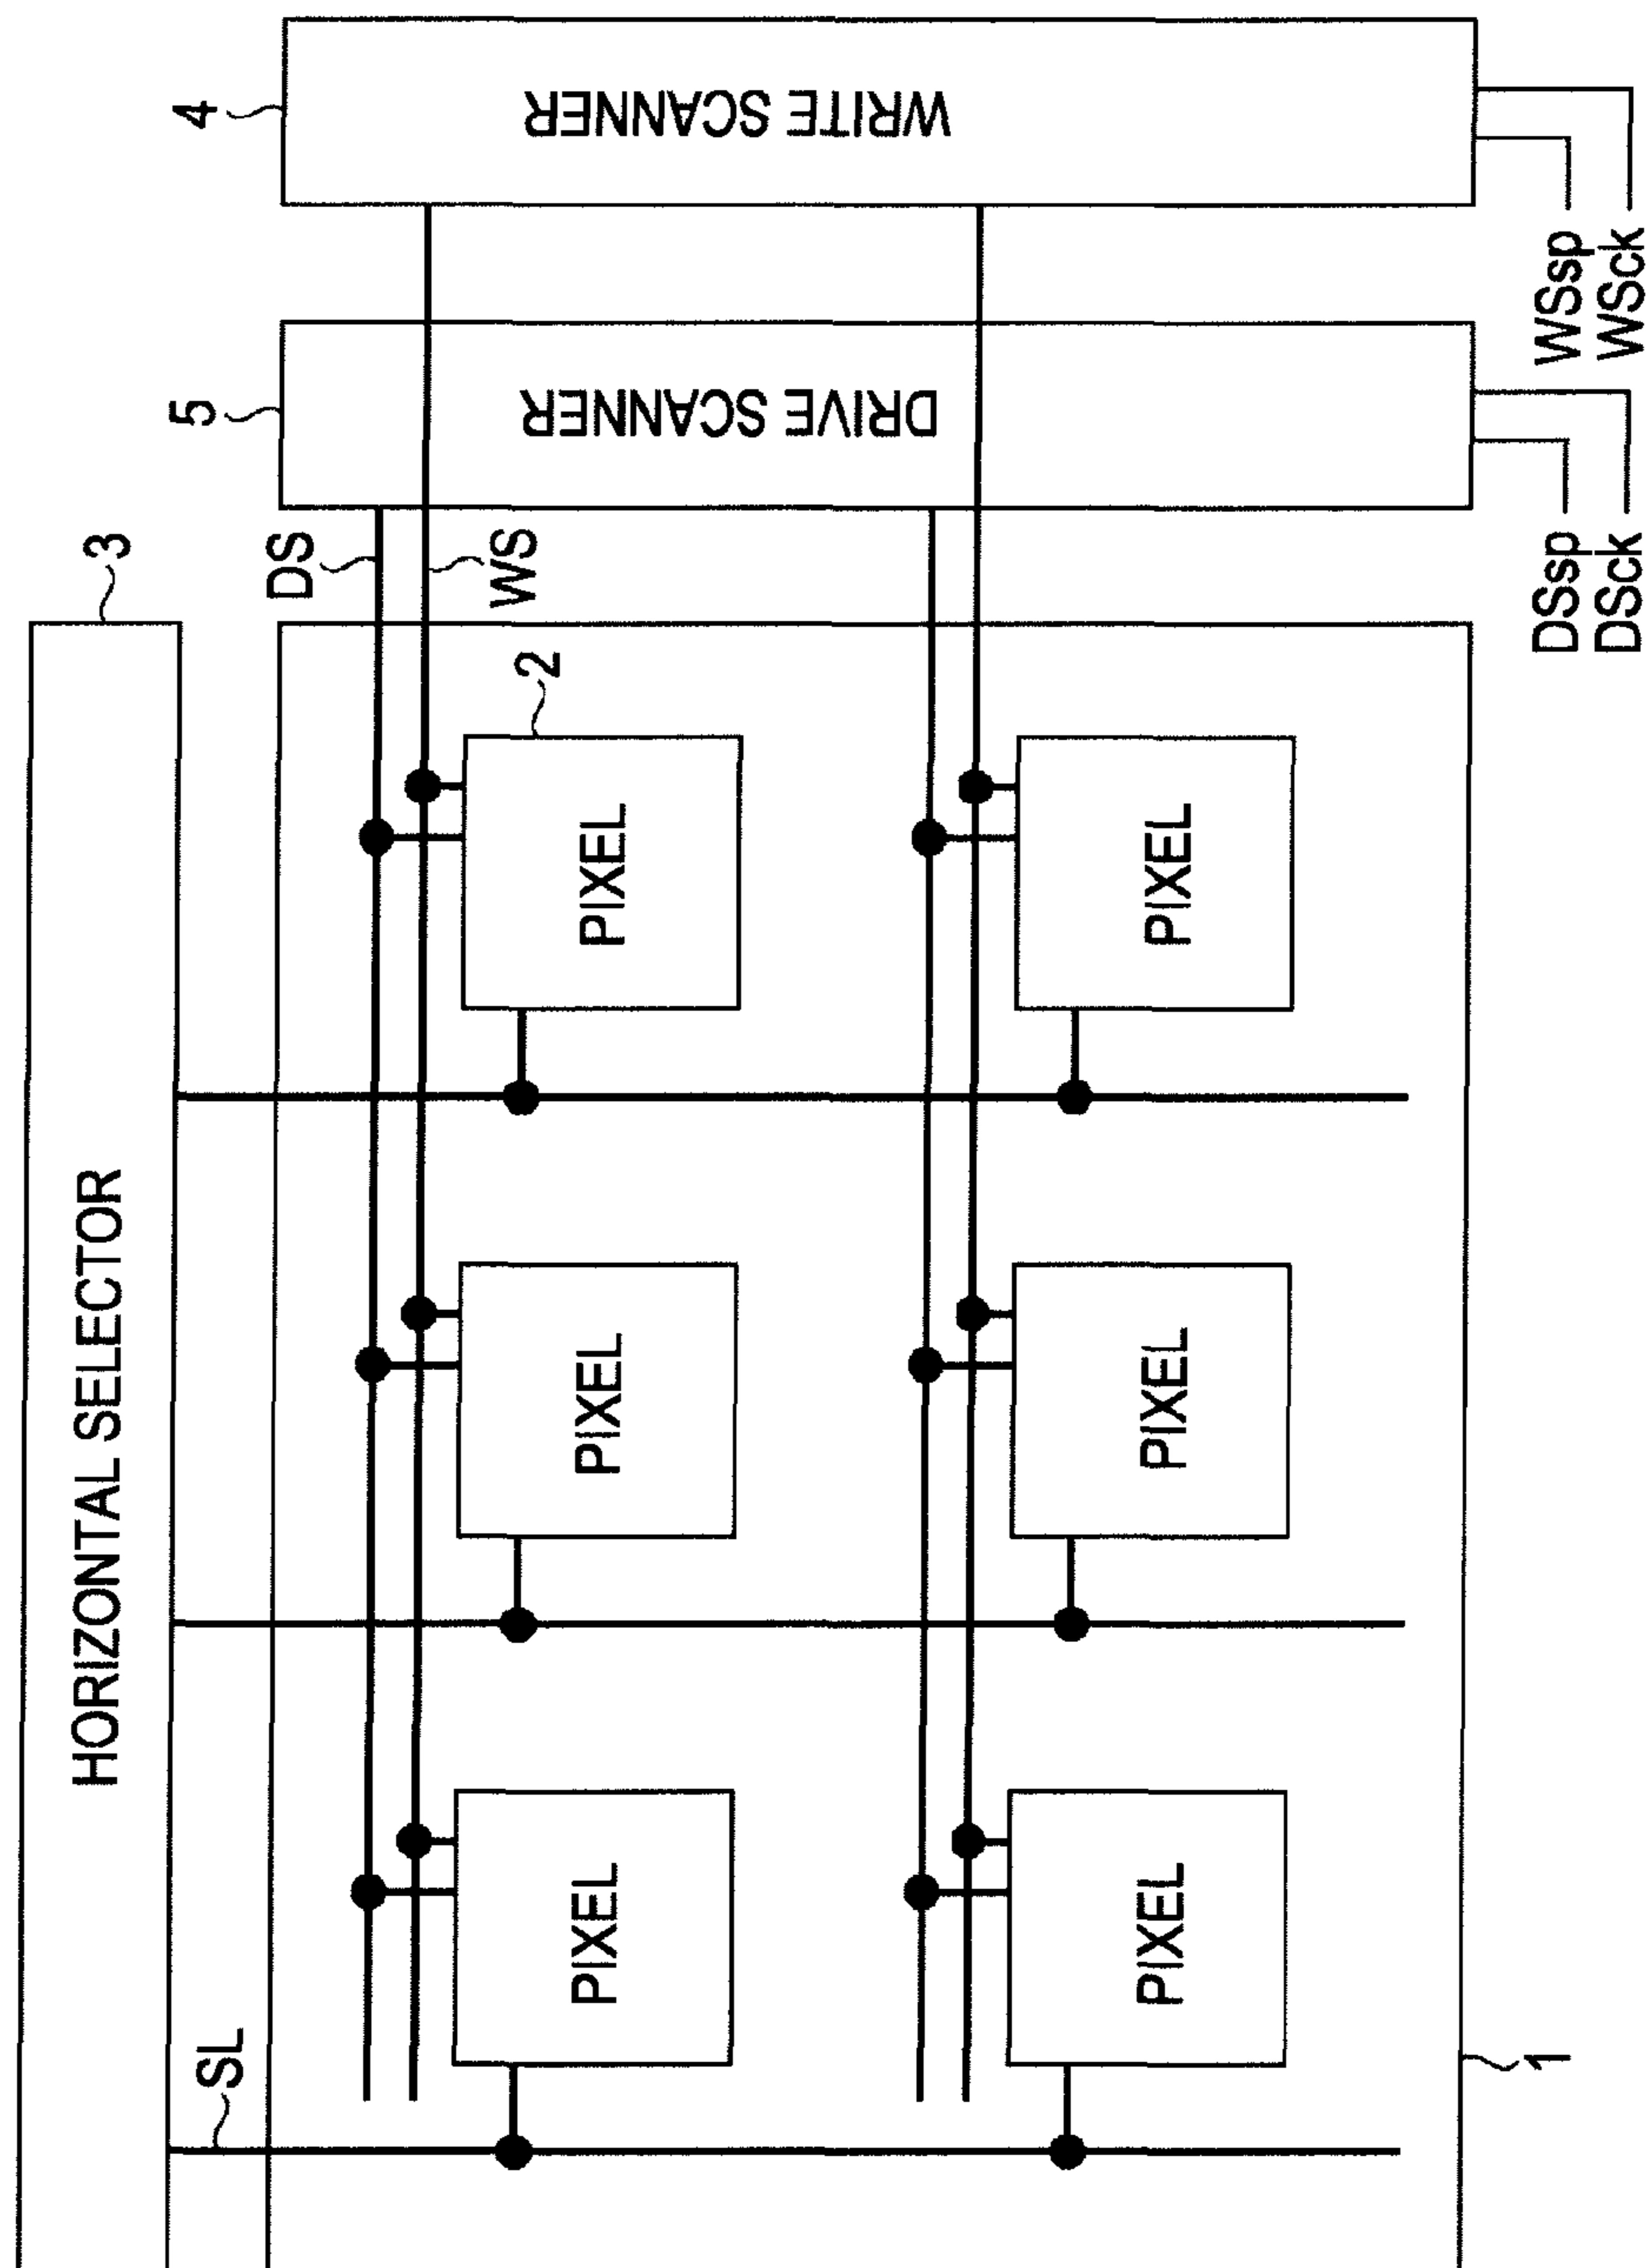 HORIZONTAL SELECTOR
3
SL
DS
WS
5
DRIVE SCANNER
4
WRITE SCANNER
PIXEL
PIXEL
PIXEL
2
PIXEL
PIXEL
PIXEL
1
DSsp
DSck
WSsp
WSck